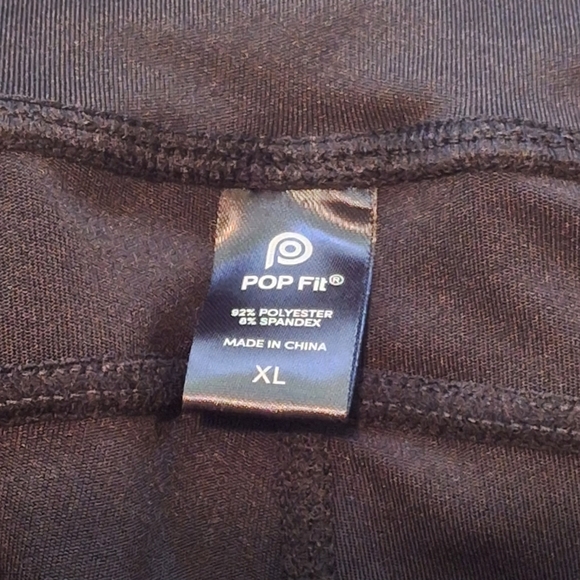 POP Fit®
92% POLYESTER
8% SPANDEX
MADE IN CHINA
XL